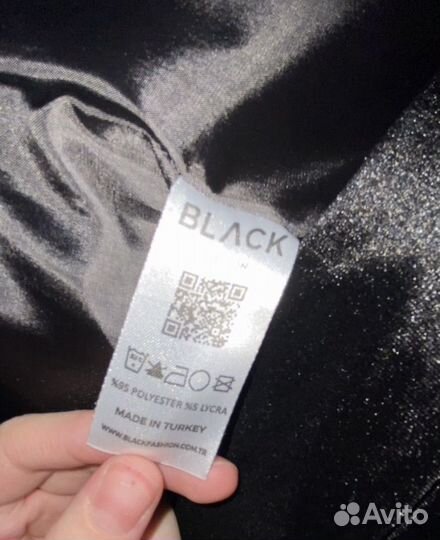 BLACK
%95 POLYESTER %5 LYCRA
MADE IN TURKEY
WWW.BLACKFASHION.COM.TR
Avito